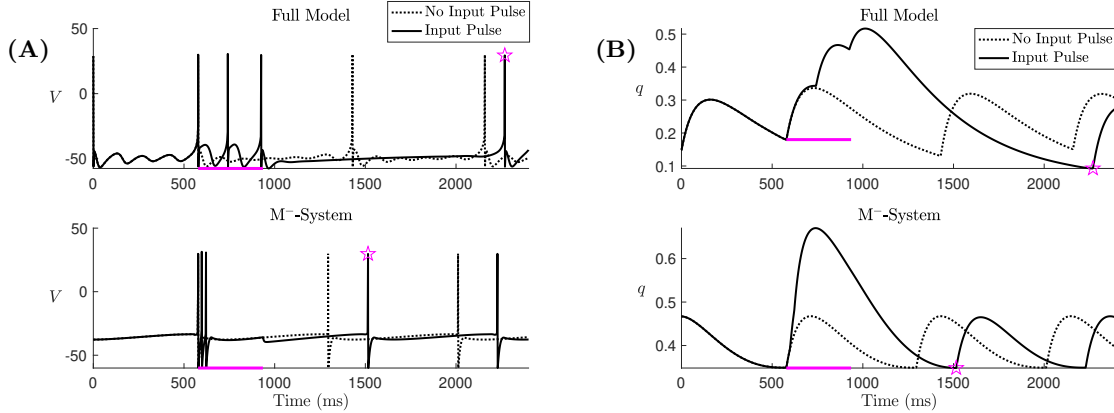 (A)
Full Model
No Input Pulse
Input Pulse
V
50
0
-50
0
500
1000
1500
2000
M⁻-System
V
50
0
-50
0
500
1000
1500
2000
Time (ms)
(B)
Full Model
No Input Pulse
Input Pulse
q
0.5
0.4
0.3
0.2
0.1
0
500
1000
1500
2000
M⁻-System
q
0.6
0.5
0.4
0
500
1000
1500
2000
Time (ms)